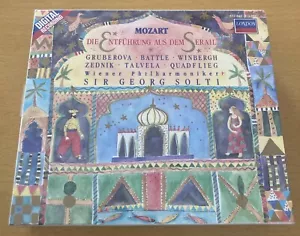 DIGITAL
RECORDING
MOZART
DIE ENTFÜHRUNG AUS DEM SERAIL
GRUBEROVA · BATTLE · WINBERGH
ZEDNIK · TALVELA · QUADFLIEG
Wiener Philharmoniker
SIR GEORG SOLTI
LONDON